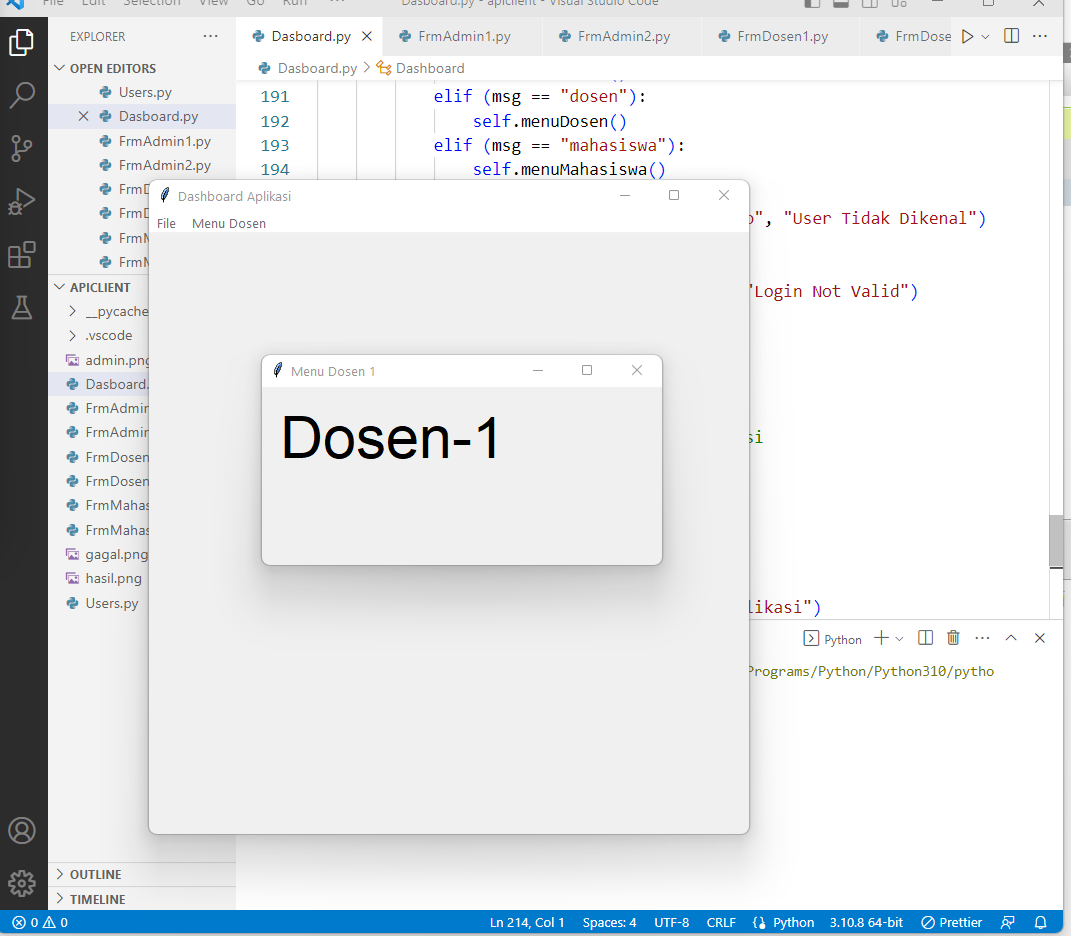 File Edit Selection View Go Run ··· Dasboard.py - apiclient - Visual Studio Code
EXPLORER ···
OPEN EDITORS
Users.py
Dasboard.py
FrmAdmin1.py
FrmAdmin2.py
FrmD
FrmD
FrmM
FrmM
APICLIENT
__pycache
.vscode
admin.png
Dasboard.
FrmAdmin
FrmAdmin
FrmDosen
FrmDosen
FrmMahas
FrmMahas
gagal.png
hasil.png
Users.py
OUTLINE
TIMELINE
Dasboard.py FrmAdmin1.py FrmAdmin2.py FrmDosen1.py FrmDose
Dasboard.py > Dashboard
191 elif (msg == "dosen"):
192 self.menuDosen()
193 elif (msg == "mahasiswa"):
194 self.menuMahasiswa()
o", "User Tidak Dikenal")
"Login Not Valid")
si
likasi")
Dashboard Aplikasi
File Menu Dosen
Menu Dosen 1
Dosen-1
Python
Programs/Python/Python310/pytho
0 0 Ln 214, Col 1 Spaces: 4 UTF-8 CRLF Python 3.10.8 64-bit Prettier